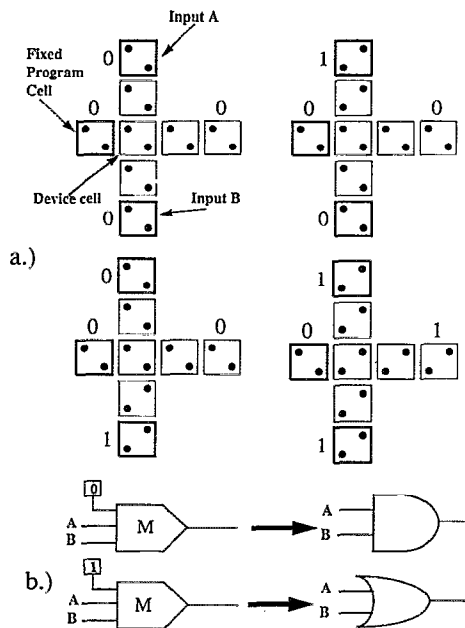 Input A
0
1
Fixed
Program
Cell
0 0 0 0
Device cell
Input B
0 0
a.)
0 1
0 0 0 1
1 1
0
A
B
M
A
B
b.)
1
A
B
M
A
B